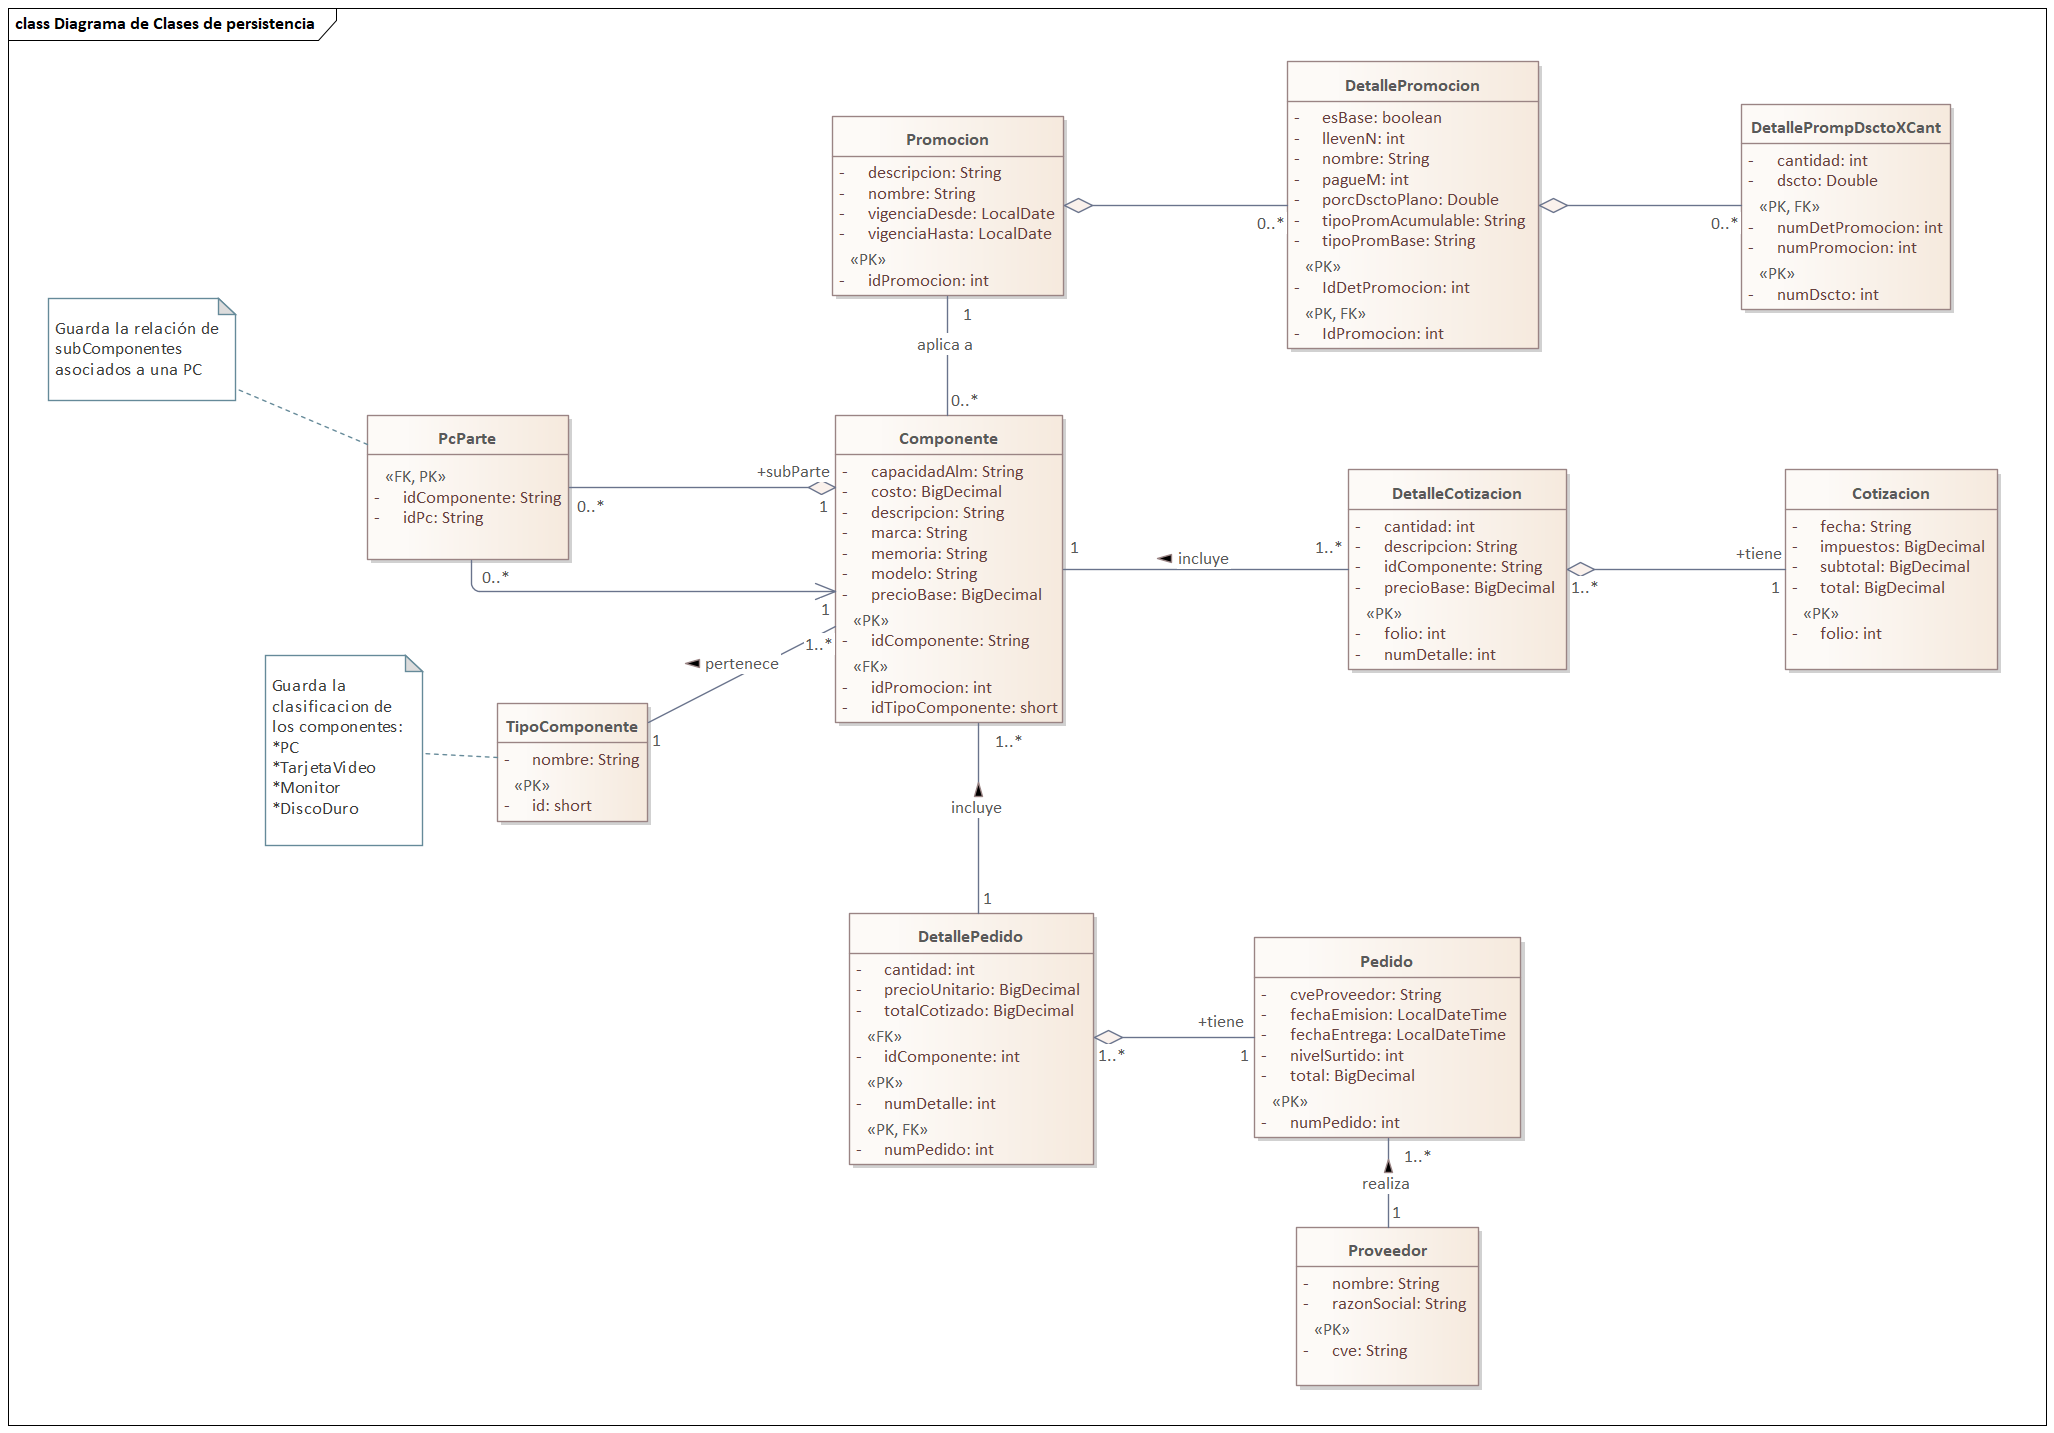 class Diagrama de Clases de persistencia
Promocion
- descripcion: String
- nombre: String
- vigenciaDesde: LocalDate
- vigenciaHasta: LocalDate
«PK»
- idPromocion: int
0..*
DetallePromocion
- esBase: boolean
- llevenN: int
- nombre: String
- pagueM: int
- porcDsctoPlano: Double
- tipoPromAcumulable: String
- tipoPromBase: String
«PK»
- IdDetPromocion: int
«PK, FK»
- IdPromocion: int
0..*
DetallePrompDsctoXCant
- cantidad: int
- dscto: Double
«PK, FK»
- numDetPromocion: int
- numPromocion: int
«PK»
- numDscto: int
1
aplica a
0..*
Guarda la relación de
subComponentes
asociados a una PC
PcParte
«FK, PK»
- idComponente: String
- idPc: String
+subParte
0..*
1
0..*
1
Componente
- capacidadAlm: String
- costo: BigDecimal
- descripcion: String
- marca: String
- memoria: String
- modelo: String
- precioBase: BigDecimal
«PK»
- idComponente: String
«FK»
- idPromocion: int
- idTipoComponente: short
1
incluye
1..*
DetalleCotizacion
- cantidad: int
- descripcion: String
- idComponente: String
- precioBase: BigDecimal
«PK»
- folio: int
- numDetalle: int
+tiene
1..*
1
Cotizacion
- fecha: String
- impuestos: BigDecimal
- subtotal: BigDecimal
- total: BigDecimal
«PK»
- folio: int
1..*
pertenece
1
Guarda la
clasificacion de
los componentes:
*PC
*TarjetaVideo
*Monitor
*DiscoDuro
TipoComponente
- nombre: String
«PK»
- id: short
1..*
incluye
1
DetallePedido
- cantidad: int
- precioUnitario: BigDecimal
- totalCotizado: BigDecimal
«FK»
- idComponente: int
«PK»
- numDetalle: int
«PK, FK»
- numPedido: int
+tiene
1..*
1
Pedido
- cveProveedor: String
- fechaEmision: LocalDateTime
- fechaEntrega: LocalDateTime
- nivelSurtido: int
- total: BigDecimal
«PK»
- numPedido: int
1..*
realiza
1
Proveedor
- nombre: String
- razonSocial: String
«PK»
- cve: String